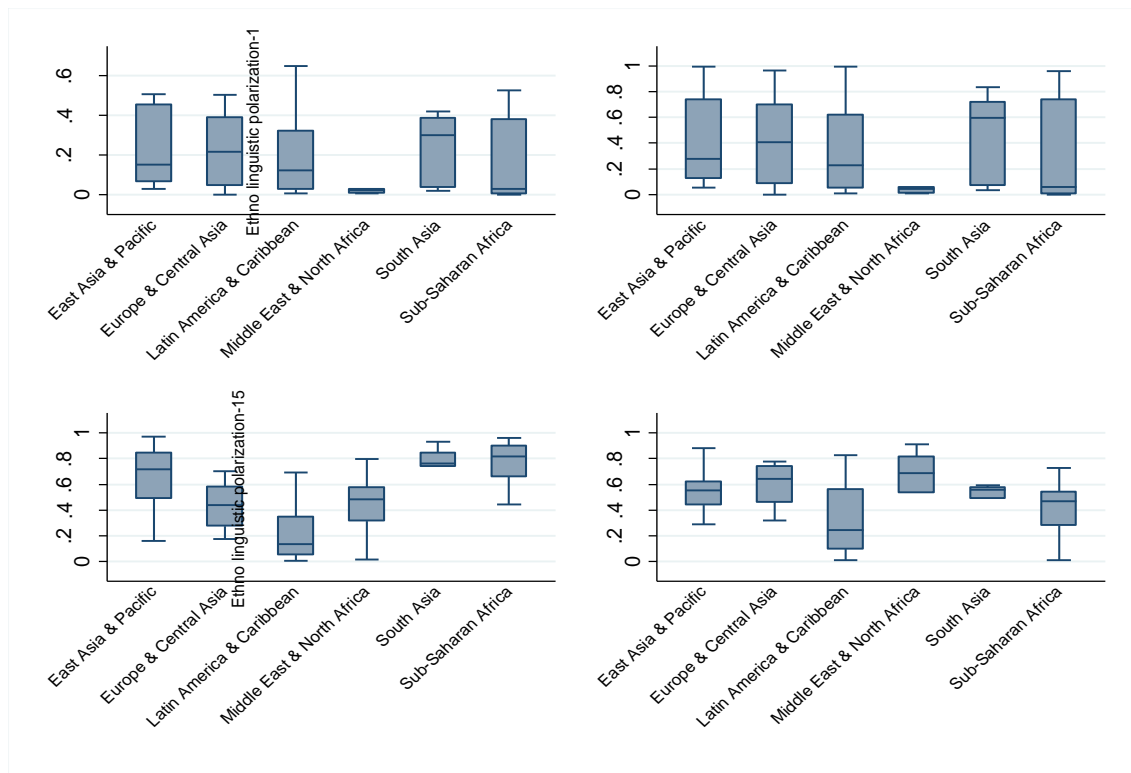 Ethno linguistic polarization-1
.6
.4
.2
0
East Asia & Pacific
Europe & Central Asia
Latin America & Caribbean
Middle East & North Africa
South Asia
Sub-Saharan Africa
1
.8
.6
.4
.2
0
East Asia & Pacific
Europe & Central Asia
Latin America & Caribbean
Middle East & North Africa
South Asia
Sub-Saharan Africa
Ethno linguistic polarization-15
1
.8
.6
.4
.2
0
East Asia & Pacific
Europe & Central Asia
Latin America & Caribbean
Middle East & North Africa
South Asia
Sub-Saharan Africa
1
.8
.6
.4
.2
0
East Asia & Pacific
Europe & Central Asia
Latin America & Caribbean
Middle East & North Africa
South Asia
Sub-Saharan Africa